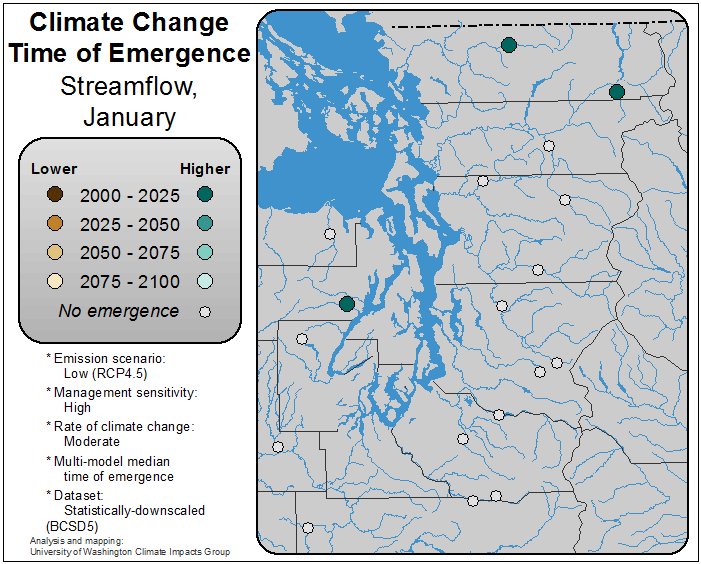 Climate Change
Time of Emergence
Streamflow,
January
Lower Higher
2000 - 2025
2025 - 2050
2050 - 2075
2075 - 2100
No emergence
* Emission scenario:
Low (RCP4.5)
* Management sensitivity:
High
* Rate of climate change:
Moderate
* Multi-model median
time of emergence
* Dataset:
Statistically-downscaled
(BCSD5)
Analysis and mapping:
University of Washington Climate Impacts Group